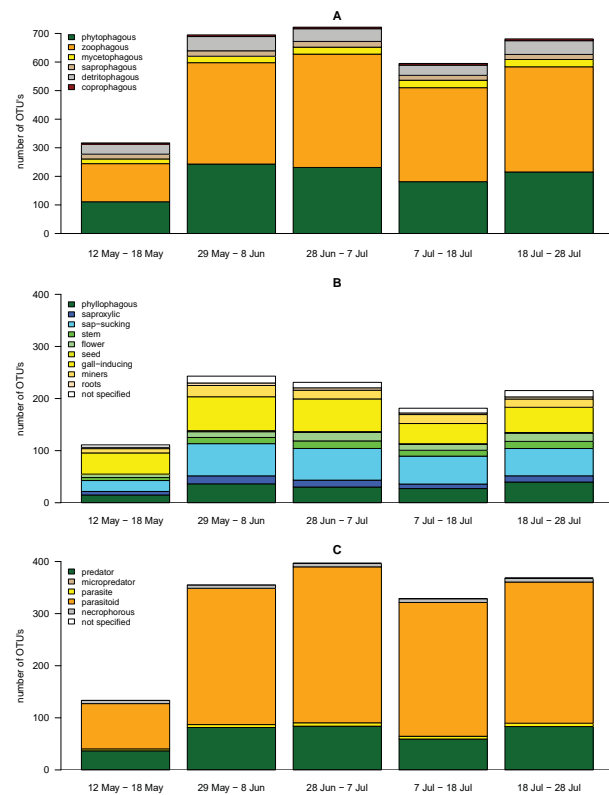 A
number of OTU's
700
600
500
400
300
200
100
0
phytophagous
zoophagous
mycetophagous
saprophagous
detritophagous
coprophagous
12 May − 18 May
29 May − 8 Jun
28 Jun − 7 Jul
7 Jul − 18 Jul
18 Jul − 28 Jul
B
number of OTU's
400
300
200
100
0
phyllophagous
saproxylic
sap−sucking
stem
flower
seed
gall−inducing
miners
roots
not specified
12 May − 18 May
29 May − 8 Jun
28 Jun − 7 Jul
7 Jul − 18 Jul
18 Jul − 28 Jul
C
number of OTU's
400
300
200
100
0
predator
micropredator
parasite
parasitoid
necrophorous
not specified
12 May − 18 May
29 May − 8 Jun
28 Jun − 7 Jul
7 Jul − 18 Jul
18 Jul − 28 Jul